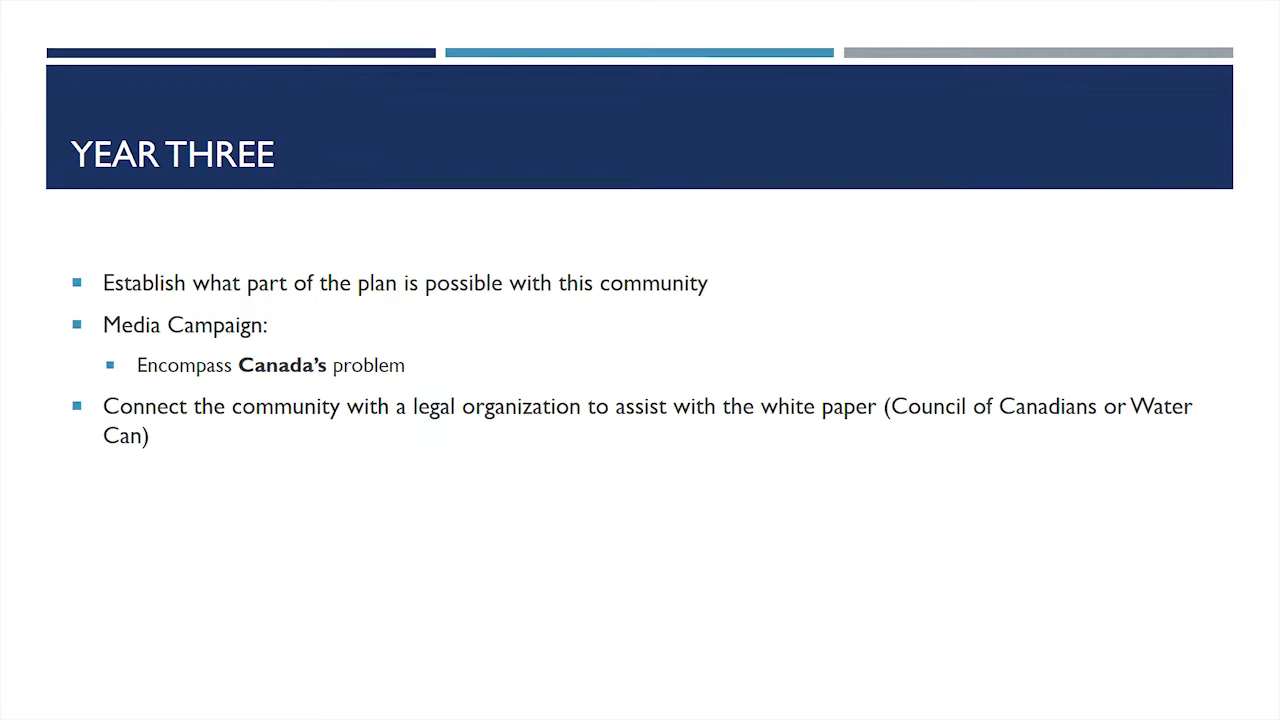 YEAR THREE
Establish what part of the plan is possible with this community
Media Campaign:
Encompass Canada’s problem
Connect the community with a legal organization to assist with the white paper (Council of Canadians or Water
Can)